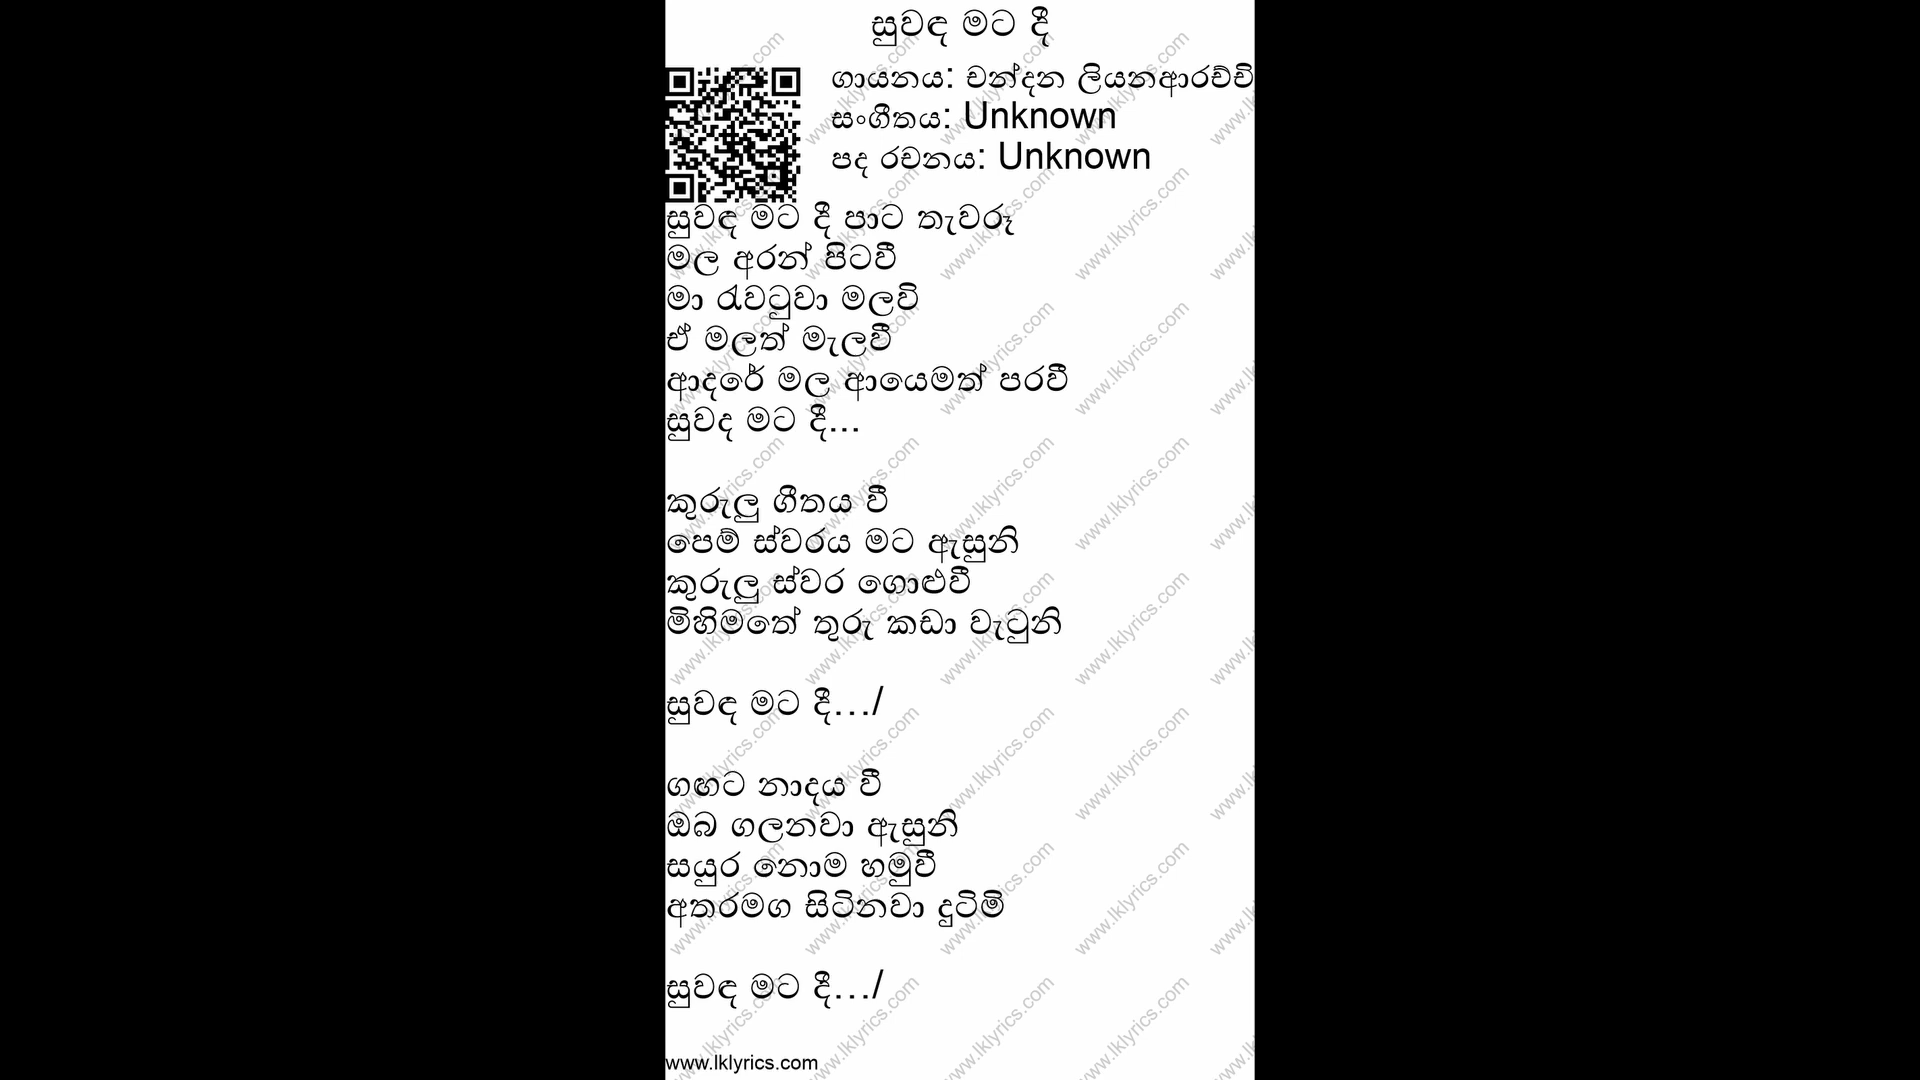 සුවඳ මට දී
ගායනය: චන්දන ලියනආරච්චි
සංගීතය: Unknown
පද රචනය: Unknown
සුවඳ මට දී පාට තැවරූ
මල අරන් පිටවී
මා රැවටුවා මලවි
ඒ මලත් මැලවී
ආදරේ මල ආයෙමත් පරවී
සුවද මට දී...
කුරුලු ගීතය වී
පෙම් ස්වරය මට ඇසුනි
කුරුලු ස්වර ගොළුවී
මිහිමතේ තුරු කඩා වැටුනි
සුවඳ මට දී…/
ගඟට නාදය වී
ඔබ ගලනවා ඇසුනි
සයුර නොම හමුවී
අතරමග සිටිනවා දුටිමි
සුවඳ මට දී…/
www.lklyrics.com